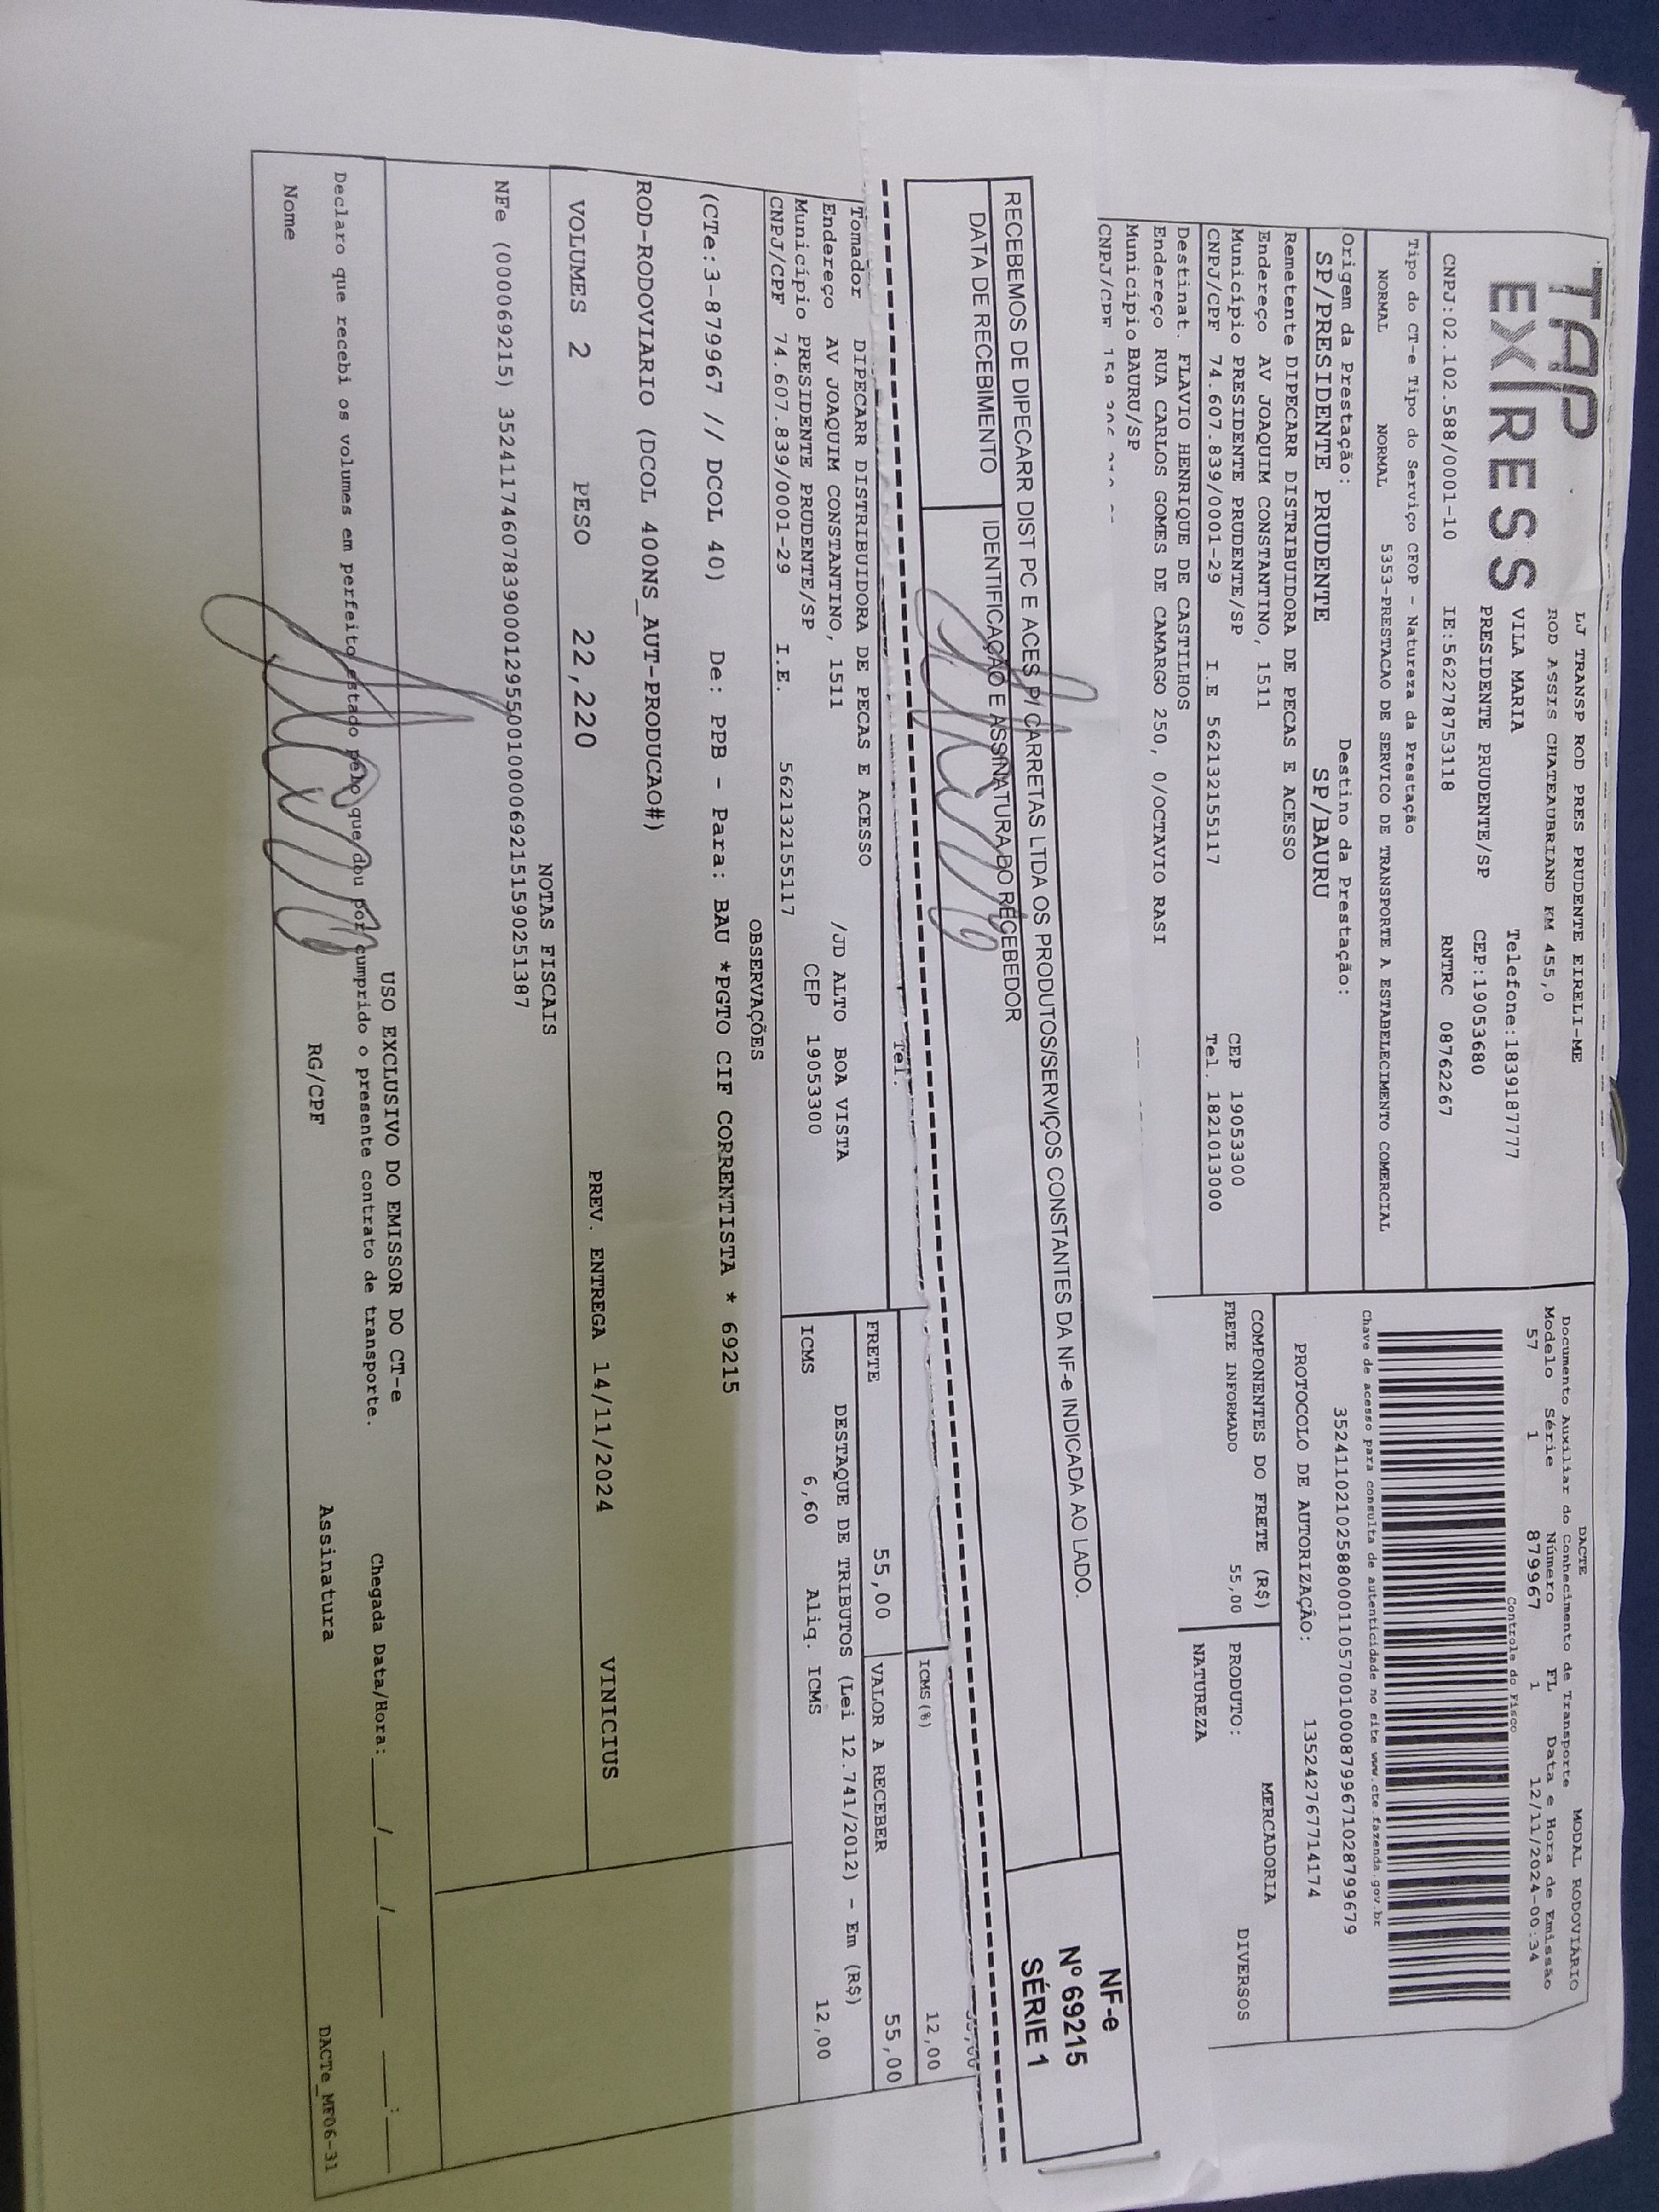 TAP
EXPRESS
LJ TRANSP ROD PRES PRUDENTE EIRELI-ME
ROD ASSIS CHATEAUBRIAND KM 455,0
VILA MARIA Telefone:1839187777
PRESIDENTE PRUDENTE/SP CEP:19053680
CNPJ:02.102.588/0001-10 IE:562278753118 RNTRC 08762267
Tipo do CT-e Tipo do Serviço CFOP - Natureza da Prestação
NORMAL NORMAL 5353-PRESTACAO DE SERVICO DE TRANSPORTE A ESTABELECIMENTO COMERCIAL
Origem da Prestação: Destino da Prestação:
SP/PRESIDENTE PRUDENTE SP/BAURU
Remetente DIPECARR DISTRIBUIDORA DE PECAS E ACESSO
Endereço AV JOAQUIM CONSTANTINO, 1511
Município PRESIDENTE PRUDENTE/SP CEP 19053300
CNPJ/CPF 74.607.839/0001-29 I.E 562132155117 Tel. 1821013000
Destinat. FLAVIO HENRIQUE DE CASTILHOS
Endereço RUA CARLOS GOMES DE CAMARGO 250, 0/OCTAVIO RASI
Município BAURU/SP
CNPJ/CPF
DACTE MODAL RODOVIÁRIO
Documento Auxiliar do Conhecimento de Transporte
Modelo Série Número FL Data e Hora de Emissão
57 1 879967 1 12/11/2024-00:34
Controle do Fisco
Chave de acesso para consulta de autenticidade no site www.cte.fazenda.gov.br
35241102102588000110570010008799671028799679
PROTOCOLO DE AUTORIZAÇÃO: 135242767714174
COMPONENTES DO FRETE (R$) MERCADORIA
FRETE INFORMADO 55,00 PRODUTO: DIVERSOS
NATUREZA
RECEBEMOS DE DIPECARR DIST PC E ACES P/ CARRETAS LTDA OS PRODUTOS/SERVIÇOS CONSTANTES DA NF-e INDICADA AO LADO.
DATA DE RECEBIMENTO IDENTIFICAÇÃO E ASSINATURA DO RECEBEDOR
NF-e
Nº 69215
SÉRIE 1
Tel.
ICMS(%) 12,00
Tomador DIPECARR DISTRIBUIDORA DE PECAS E ACESSO
Endereço AV JOAQUIM CONSTANTINO, 1511 /JD ALTO BOA VISTA
Município PRESIDENTE PRUDENTE/SP CEP 19053300
CNPJ/CPF 74.607.839/0001-29 I.E. 562132155117
FRETE 55,00 VALOR A RECEBER 55,00
DESTAQUE DE TRIBUTOS (Lei 12.741/2012) - Em (R$)
ICMS 6,60 Aliq. ICMS 12,00
OBSERVAÇÕES
(CTe:3-879967 // DCOL 40) De: PPB - Para: BAU *PGTO CIF CORRENTISTA * 69215
ROD-RODOVIARIO (DCOL 400NS_AUT-PRODUCAO#)
VOLUMES 2 PESO 22,220 PREV. ENTREGA 14/11/2024 VINICIUS
NOTAS FISCAIS
NFe (000069215) 35241174607839000129550010000692151590251387
USO EXCLUSIVO DO EMISSOR DO CT-e
Declaro que recebi os volumes em perfeito estado pelo que dou por cumprido o presente contrato de transporte. Chegada Data/Hora:___/___/_____ ___:___
Nome RG/CPF Assinatura DACTe_MF06-31